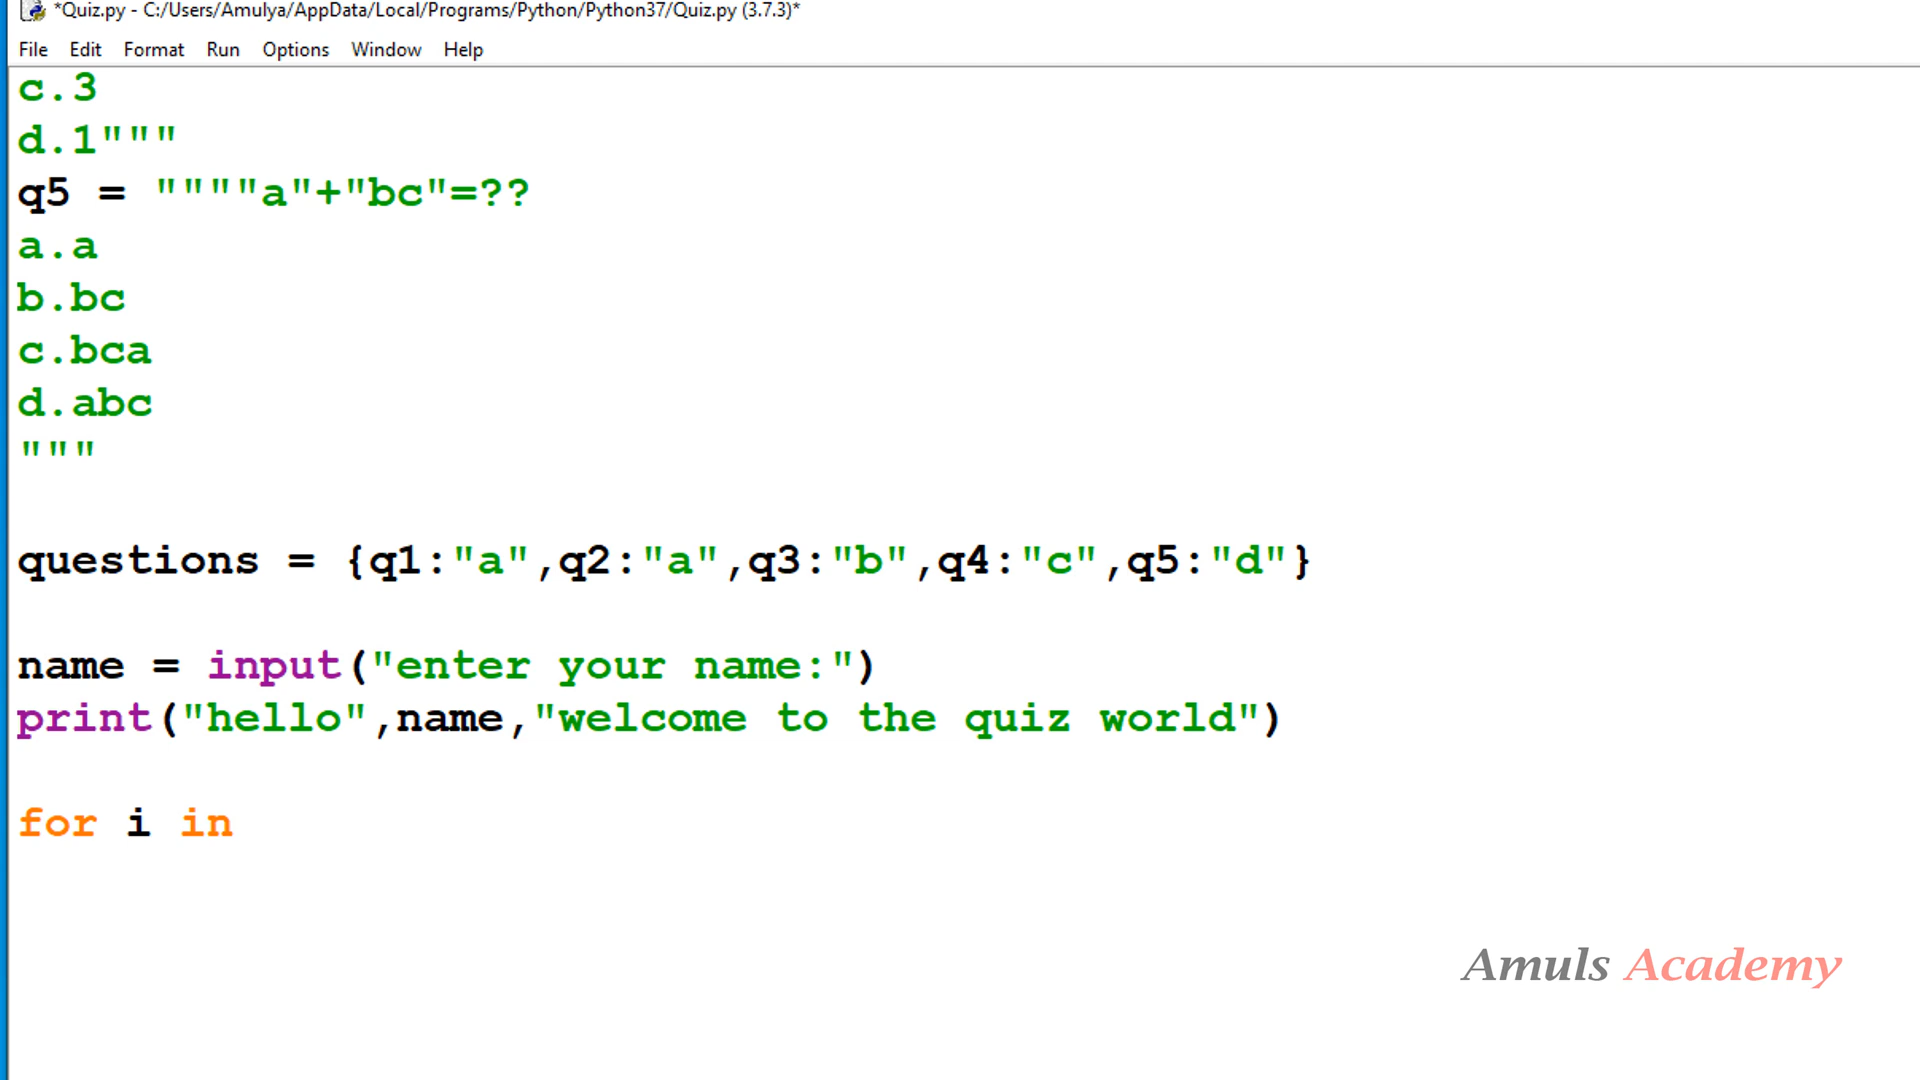 *Quiz.py - C:/Users/Amulya/AppData/Local/Programs/Python/Python37/Quiz.py (3.7.3)*
File Edit Format Run Options Window Help
c.3
d.1"""
q5 = """"a"+"bc"=??
a.a
b.bc
c.bca
d.abc
"""
questions = {q1:"a",q2:"a",q3:"b",q4:"c",q5:"d"}
name = input("enter your name:")
print("hello",name,"welcome to the quiz world")
for i in
Amuls Academy